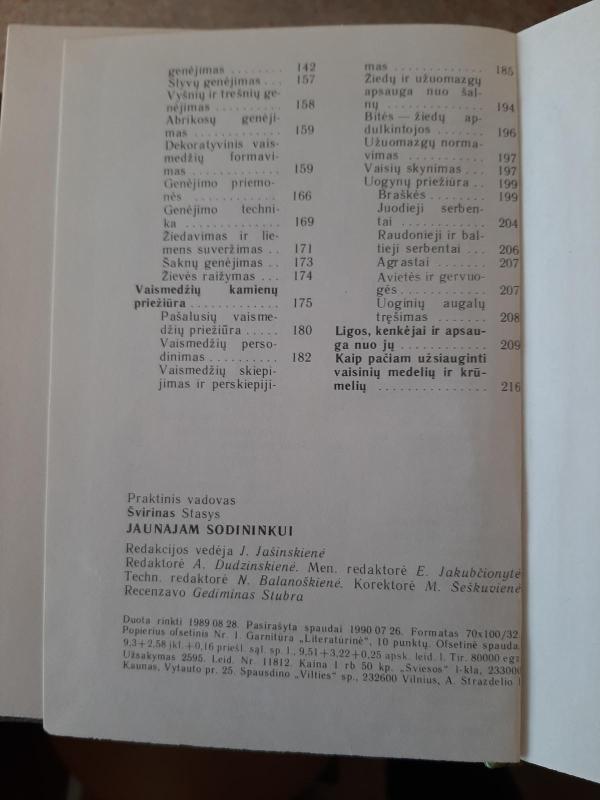 genėjimas ........ 142
Slyvų genėjimas ... 157
Vyšnių ir trešnių ge-
nėjimas .......... 158
Abrikosų genėji-
mas ............ 159
Dekoratyvinis vais-
medžių formavi-
mas ............ 159
Genėjimo priemo-
nės ............ 166
Genėjimo techni-
ka ............. 169
Žiedavimas ir lie-
mens suveržimas .. 171
Šaknų genėjimas .. 173
Žievės raižymas ... 174
Vaismedžių kamienų
priežiūra ............ 175
Pašalusių vaisme-
džių priežiūra ..... 180
Vaismedžių perso-
dinimas .......... 182
Vaismedžių skiepi-
jimas ir perskiepiji-
mas ............ 185
Žiedų ir užuomazgų
apsauga nuo šal-
nų ............. 194
Bitės — žiedų ap-
dulkintojos ....... 196
Užuomazgų norma-
vimas ........... 197
Vaisių skynimas ... 197
Uogynų priežiūra .. 199
Braškės ........ 199
Juodieji serben-
tai ............ 204
Raudonieji ir bal-
tieji serbentai ... 206
Agrastai ....... 207
Avietės ir gervuo-
gės ............ 207
Uoginių augalų
tręšimas ....... 208
Ligos, kenkėjai ir apsau-
ga nuo jų ............ 209
Kaip pačiam užsiauginti
vaisinių medelių ir krū-
melių ............... 216
Praktinis vadovas
Švirinas Stasys
JAUNAJAM SODININKUI
Redakcijos vedėja J. Jašinskienė
Redaktorė A. Dudzinskienė. Men. redaktorė E. Jakubčionytė
Techn. redaktorė N. Balanoškienė. Korektorė M. Šeškuvienė
Recenzavo Gediminas Stubra
Duota rinkti 1989 08 28. Pasirašyta spaudai 1990 07 26. Formatas 70x100/32.
Popierius ofsetinis Nr. 1. Garnitūra „Literatūrinė", 10 punktų. Ofsetinė spauda.
9,3+2,58 įkl.+0,16 priešl. sąl. sp. l., 9,51+3,22+0,25 apsk. leid. l. Tir. 80000 egz.
Užsakymas 2595. Leid. Nr. 11812. Kaina 1 rb 50 kp. „Šviesos" l-kla, 233000
Kaunas, Vytauto pr. 25. Spausdino „Vilties" sp., 232600 Vilnius, A. Strazdelio 1